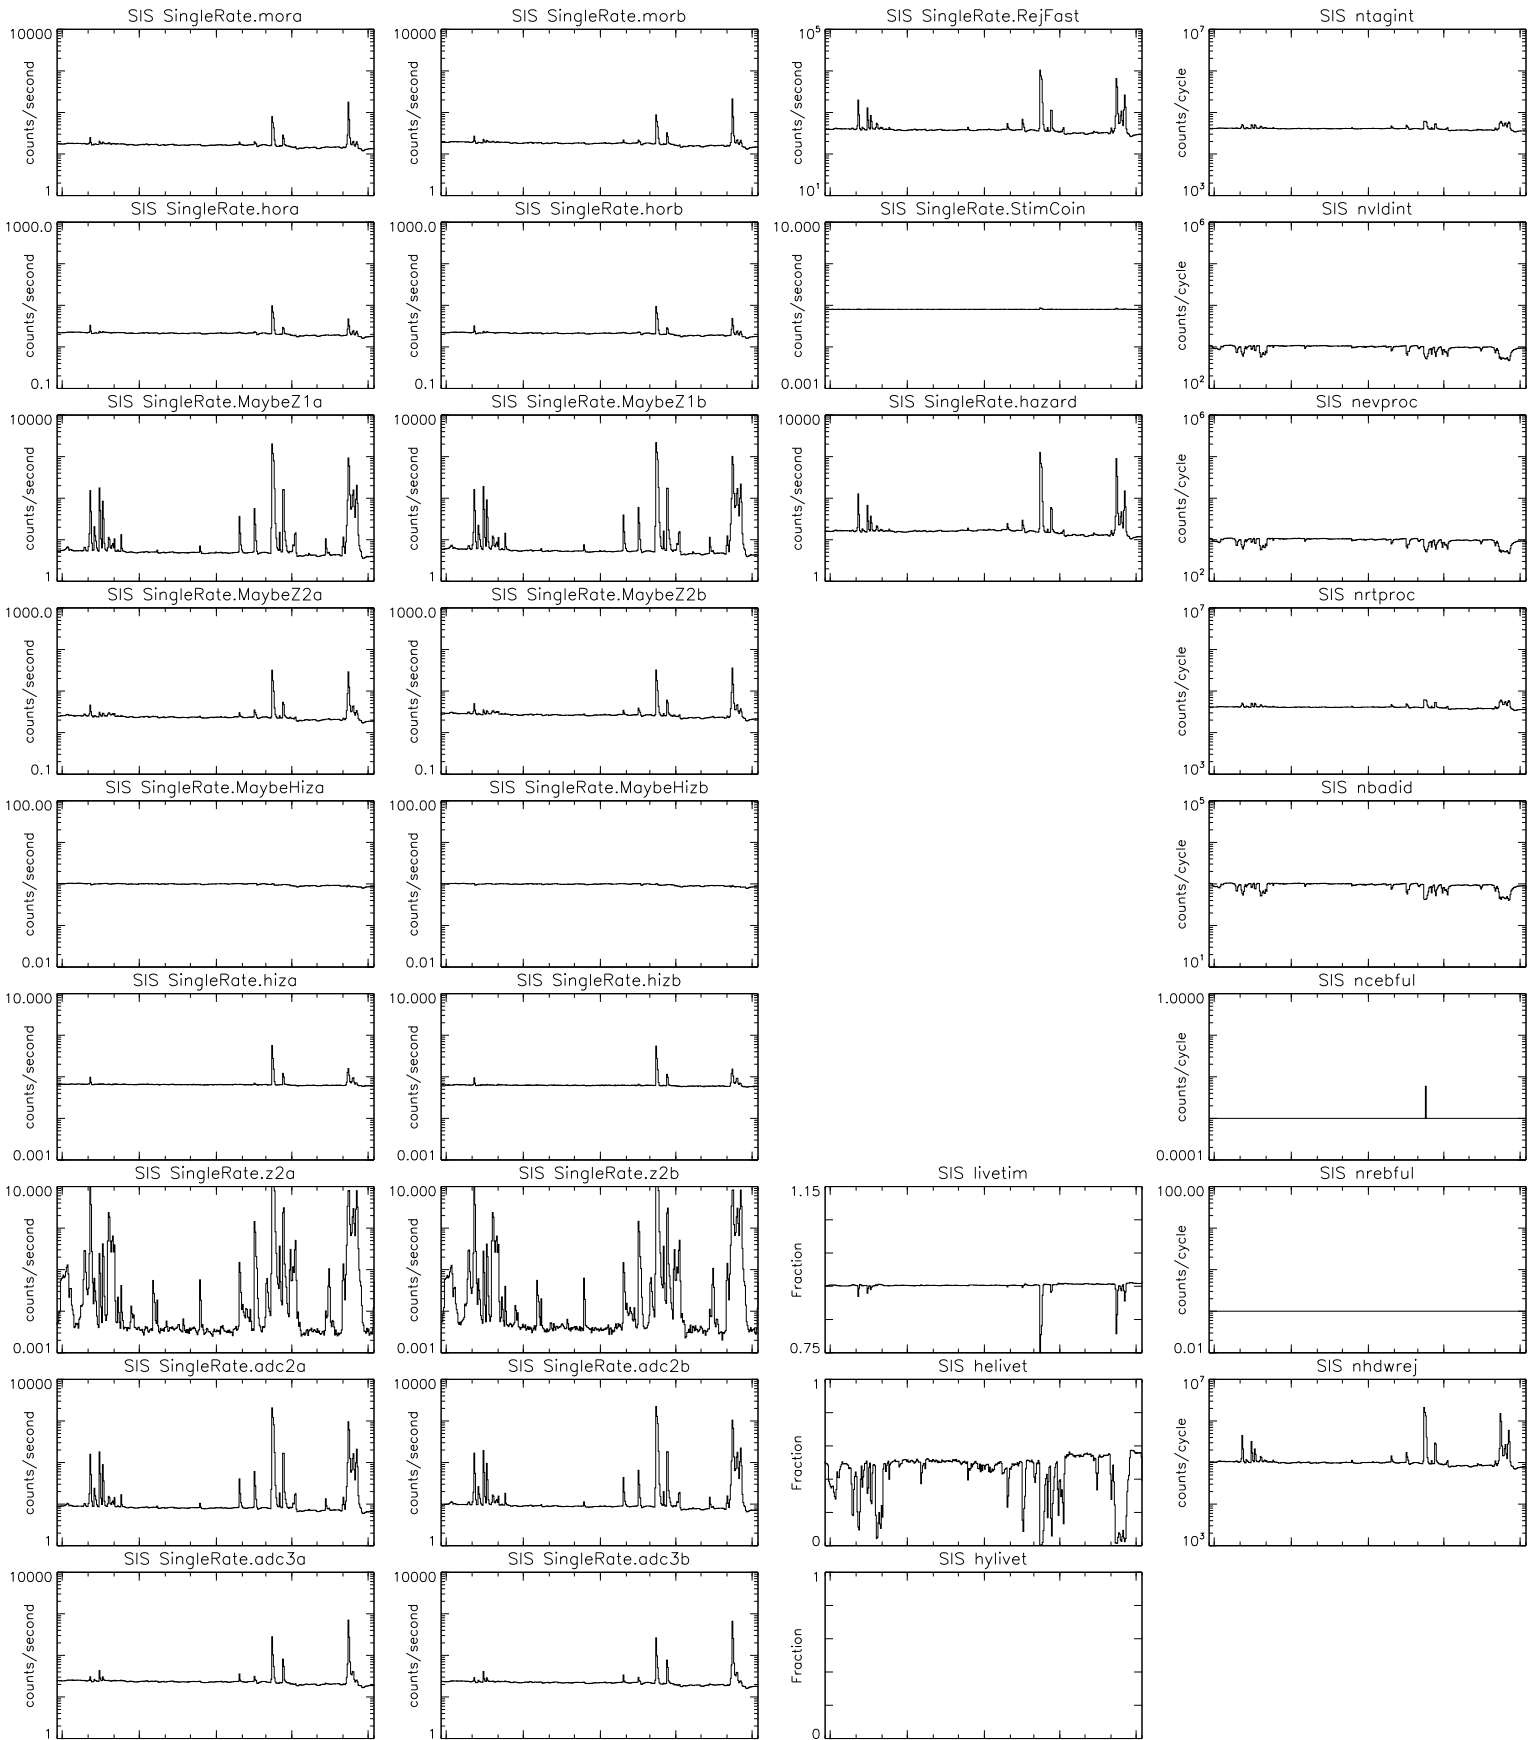 SIS SingleRate.mora
10000
counts/second
1
SIS SingleRate.morb
10000
counts/second
1
SIS SingleRate.RejFast
10^5
counts/second
10^1
SIS ntagint
10^7
counts/cycle
10^3
SIS SingleRate.hora
1000.0
counts/second
0.1
SIS SingleRate.horb
1000.0
counts/second
0.1
SIS SingleRate.StimCoin
10.000
counts/second
0.001
SIS nvldint
10^6
counts/cycle
10^2
SIS SingleRate.MaybeZ1a
10000
counts/second
1
SIS SingleRate.MaybeZ1b
10000
counts/second
1
SIS SingleRate.hazard
10000
counts/second
1
SIS nevproc
10^6
counts/cycle
10^2
SIS SingleRate.MaybeZ2a
1000.0
counts/second
0.1
SIS SingleRate.MaybeZ2b
1000.0
counts/second
0.1
SIS nrtproc
10^7
counts/cycle
10^3
SIS SingleRate.MaybeHiza
100.00
counts/second
0.01
SIS SingleRate.MaybeHizb
100.00
counts/second
0.01
SIS nbadid
10^5
counts/cycle
10^1
SIS SingleRate.hiza
10.000
counts/second
0.001
SIS SingleRate.hizb
10.000
counts/second
0.001
SIS ncebful
1.0000
counts/cycle
0.0001
SIS SingleRate.z2a
10.000
counts/second
0.001
SIS SingleRate.z2b
10.000
counts/second
0.001
SIS livetim
1.15
Fraction
0.75
SIS nrebful
100.00
counts/cycle
0.01
SIS SingleRate.adc2a
10000
counts/second
1
SIS SingleRate.adc2b
10000
counts/second
1
SIS helivet
1
Fraction
0
SIS nhdwrej
10^7
counts/cycle
10^3
SIS SingleRate.adc3a
10000
counts/second
1
SIS SingleRate.adc3b
10000
counts/second
1
SIS hylivet
1
Fraction
0